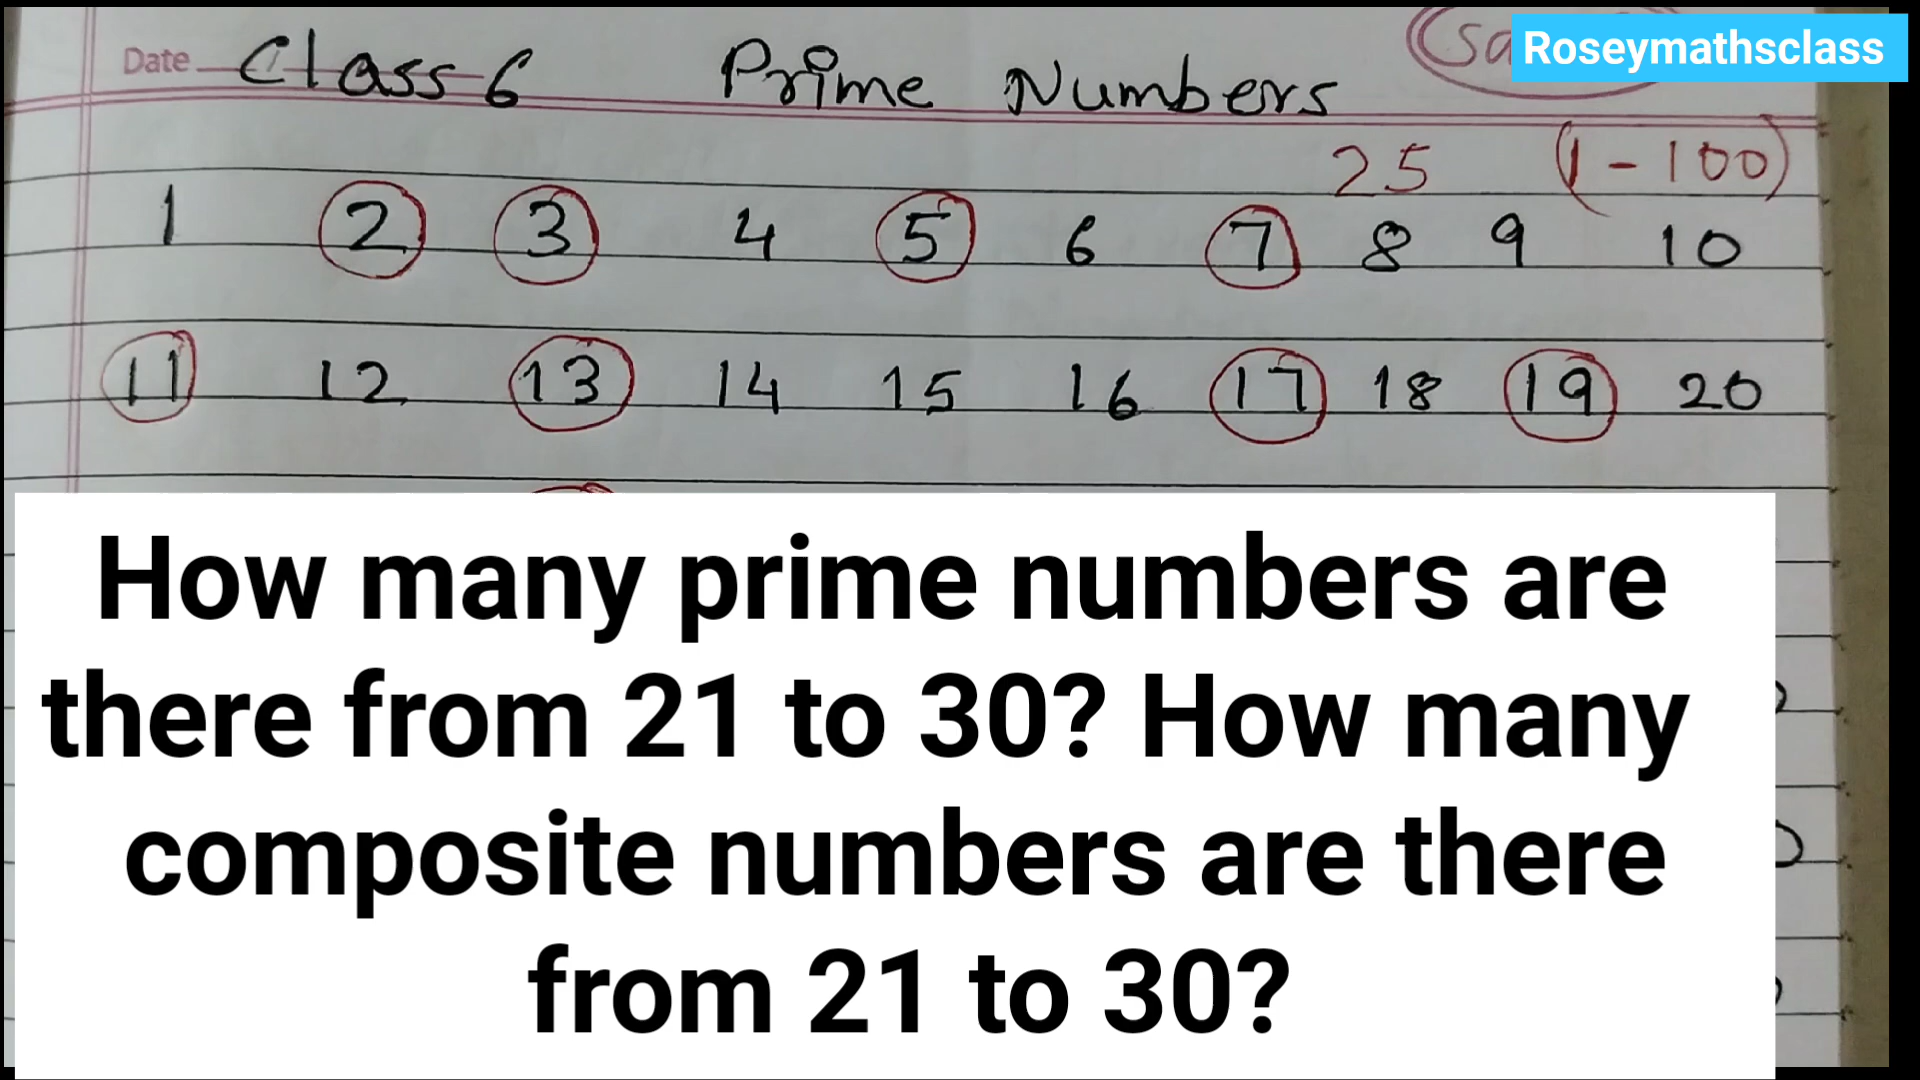 Roseymathsclass
Date Class 6 Prime Numbers
25 (1 - 100)
1 2 3 4 5 6 7 8 9 10
11 12 13 14 15 16 17 18 19 20
How many prime numbers are
there from 21 to 30? How many
composite numbers are there
from 21 to 30?